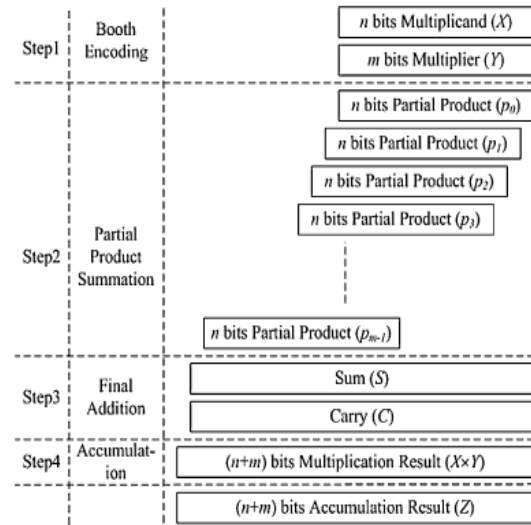 Step1
Booth
Encoding
n bits Multiplicand (X)
m bits Multiplier (Y)
Step2
Partial
Product
Summation
n bits Partial Product (p0)
n bits Partial Product (p1)
n bits Partial Product (p2)
n bits Partial Product (p3)
n bits Partial Product (pm-1)
Step3
Final
Addition
Sum (S)
Carry (C)
Step4
Accumulat-
ion
(n+m) bits Multiplication Result (X×Y)
(n+m) bits Accumulation Result (Z)